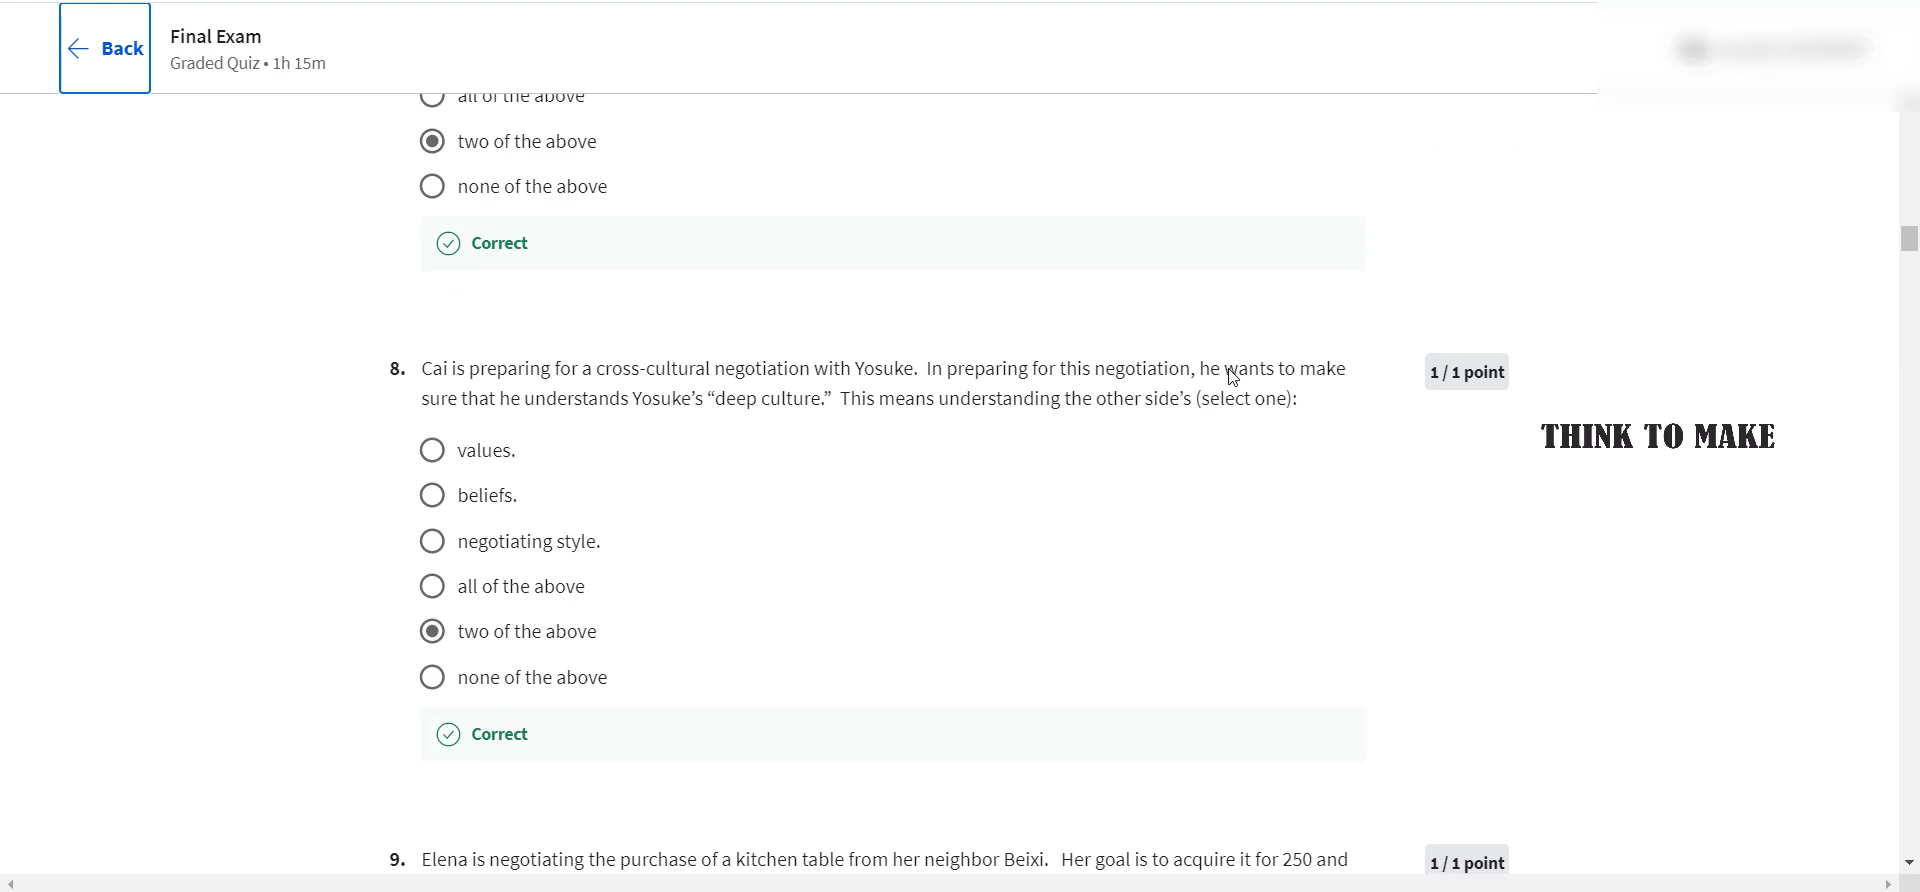 Back
Final Exam
Graded Quiz • 1h 15m
all of the above
two of the above
none of the above
Correct
8. Cai is preparing for a cross-cultural negotiation with Yosuke. In preparing for this negotiation, he wants to make
sure that he understands Yosuke’s “deep culture.” This means understanding the other side’s (select one):
1 / 1 point
THINK TO MAKE
values.
beliefs.
negotiating style.
all of the above
two of the above
none of the above
Correct
9. Elena is negotiating the purchase of a kitchen table from her neighbor Beixi. Her goal is to acquire it for 250 and
1 / 1 point